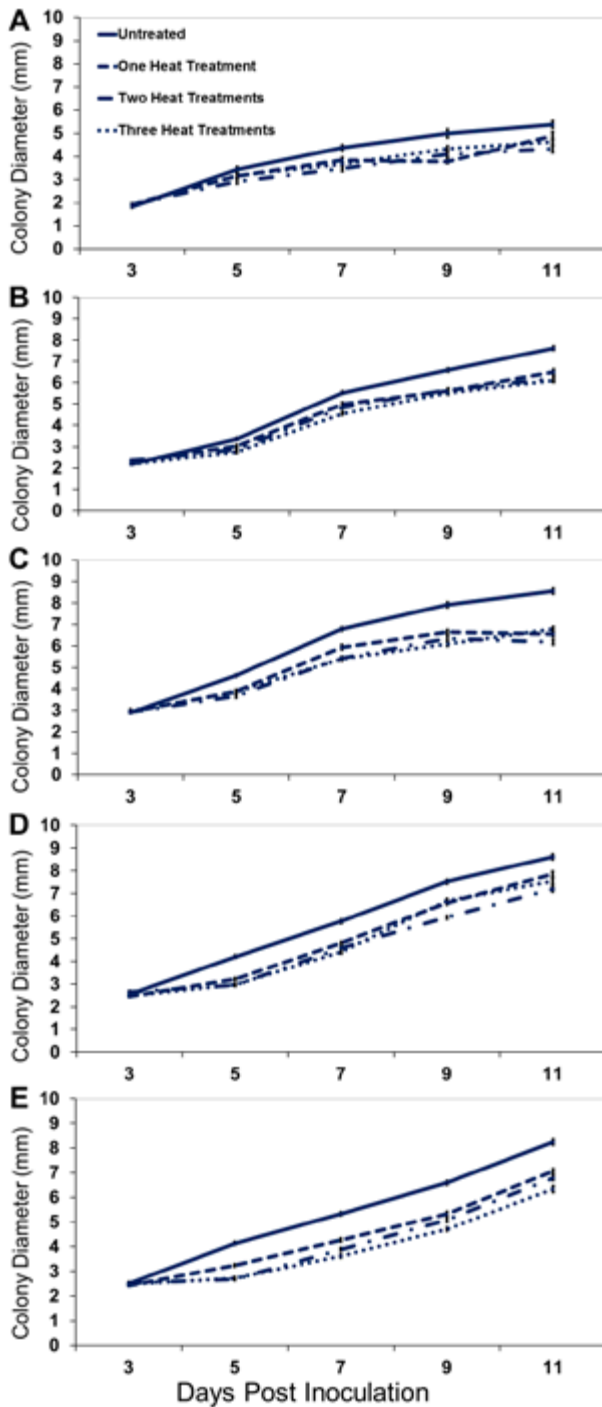 A
Colony Diameter (mm)
10
9
8
7
6
5
4
3
2
1
0
Untreated
One Heat Treatment
Two Heat Treatments
Three Heat Treatments
3 5 7 9 11
B
Colony Diameter (mm)
10
9
8
7
6
5
4
3
2
1
0
3 5 7 9 11
C
Colony Diameter (mm)
10
9
8
7
6
5
4
3
2
1
0
3 5 7 9 11
D
Colony Diameter (mm)
10
9
8
7
6
5
4
3
2
1
0
3 5 7 9 11
E
Colony Diameter (mm)
10
9
8
7
6
5
4
3
2
1
0
3 5 7 9 11
Days Post Inoculation